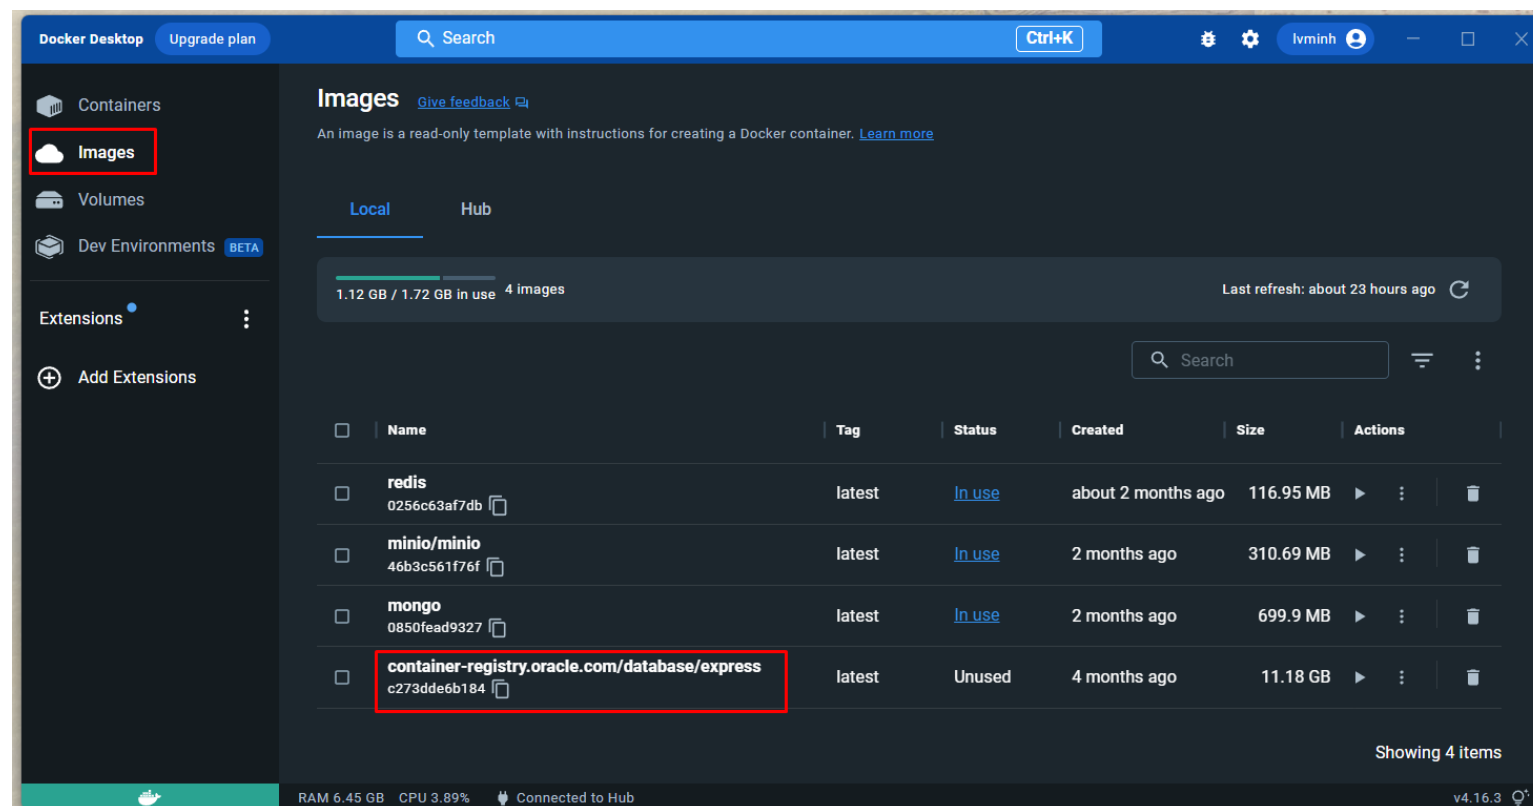 Docker Desktop Upgrade plan Search Ctrl+K lvminh
Containers
Images
Volumes
Dev Environments BETA
Extensions
Add Extensions
Images Give feedback
An image is a read-only template with instructions for creating a Docker container. Learn more
Local Hub
1.12 GB / 1.72 GB in use 4 images Last refresh: about 23 hours ago
Search
Name Tag Status Created Size Actions
redis
0256c63af7db
latest In use about 2 months ago 116.95 MB
minio/minio
46b3c561f76f
latest In use 2 months ago 310.69 MB
mongo
0850fead9327
latest In use 2 months ago 699.9 MB
container-registry.oracle.com/database/express
c273dde6b184
latest Unused 4 months ago 11.18 GB
Showing 4 items
RAM 6.45 GB CPU 3.89% Connected to Hub v4.16.3